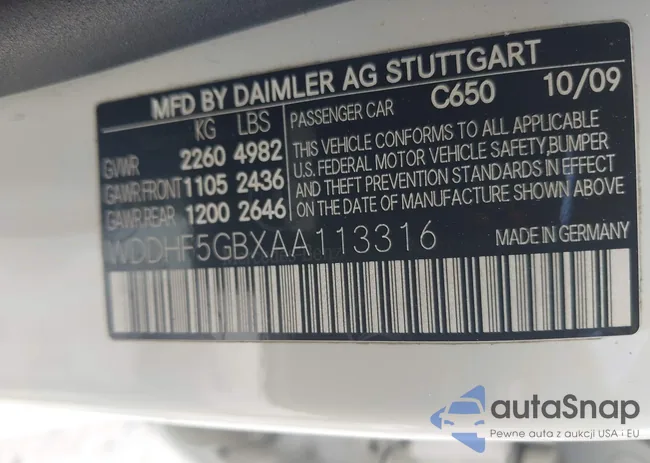 MFD BY DAIMLER AG STUTTGART
KG LBS PASSENGER CAR C650 10/09
GVWR 2260 4982
GAWR.FRONT 1105 2436
GAWR.REAR 1200 2646
THIS VEHICLE CONFORMS TO ALL APPLICABLE
U.S. FEDERAL MOTOR VEHICLE SAFETY,BUMPER
AND THEFT PREVENTION STANDARDS IN EFFECT
ON DATE OF MANUFACTURE SHOWN ABOVE
WDDHF5GBXAA113316 MADE IN GERMANY
autaSnap
Pewne auta z aukcji USA i EU